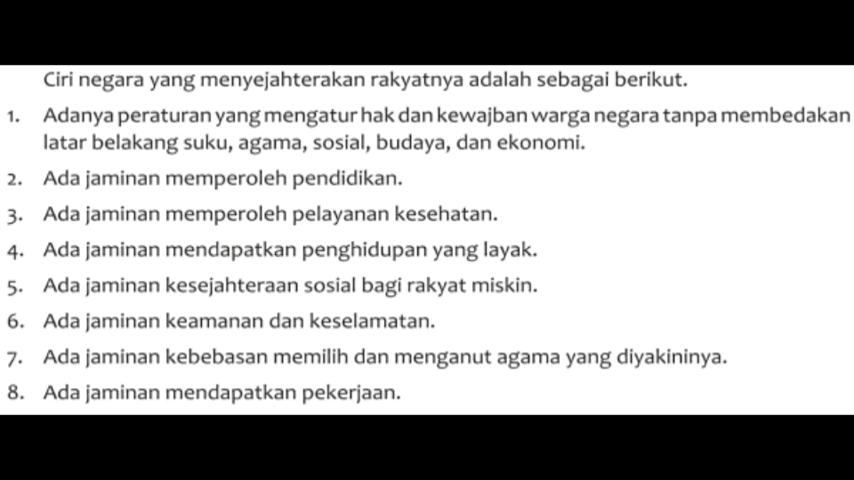 Ciri negara yang menyejahterakan rakyatnya adalah sebagai berikut.
1. Adanya peraturan yang mengatur hak dan kewajban warga negara tanpa membedakan
latar belakang suku, agama, sosial, budaya, dan ekonomi.
2. Ada jaminan memperoleh pendidikan.
3. Ada jaminan memperoleh pelayanan kesehatan.
4. Ada jaminan mendapatkan penghidupan yang layak.
5. Ada jaminan kesejahteraan sosial bagi rakyat miskin.
6. Ada jaminan keamanan dan keselamatan.
7. Ada jaminan kebebasan memilih dan menganut agama yang diyakininya.
8. Ada jaminan mendapatkan pekerjaan.